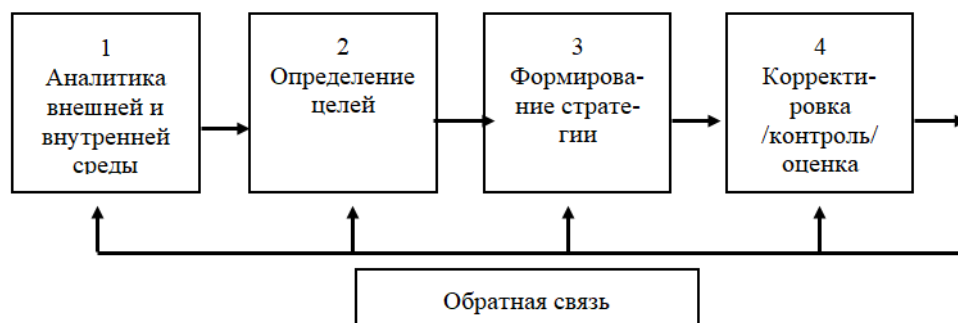 1
Аналитика
внешней и
внутренней
среды
2
Определение
целей
3
Формирова-
ние страте-
гии
4
Корректи-
ровка
/контроль/
оценка
Обратная связь